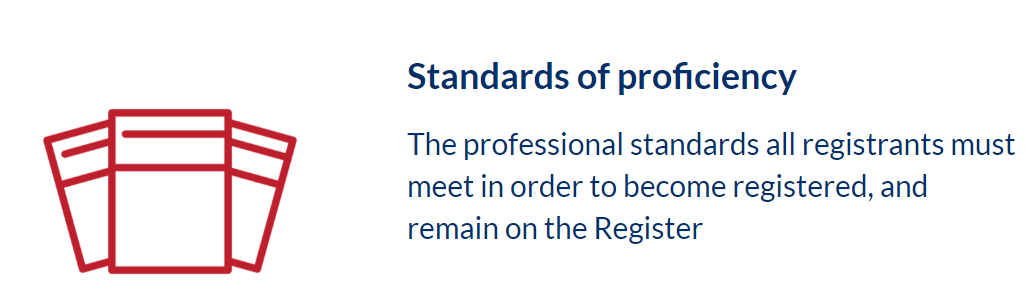 Standards of proficiency
The professional standards all registrants must
meet in order to become registered, and
remain on the Register